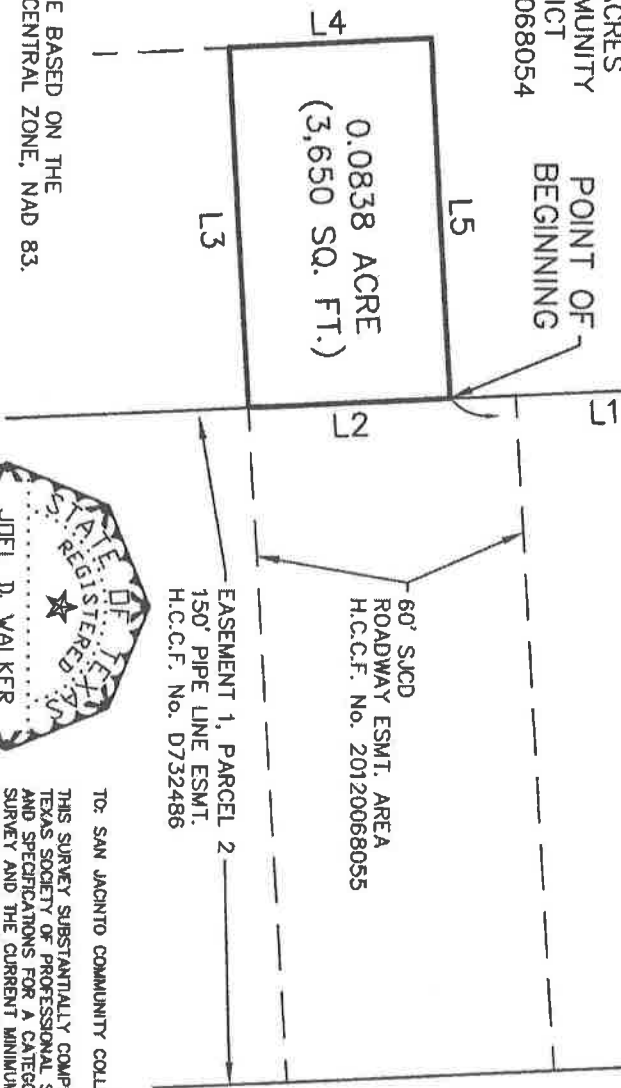 ACRES
MUNITY
ICT
068054
POINT OF
BEGINNING
L1
L4
L5
0.0838 ACRE
(3,650 SQ. FT.)
L2
L3
60' SJCD
ROADWAY ESMT. AREA
H.C.C.F. No. 20120068055
EASEMENT 1, PARCEL 2
150' PIPE LINE ESMT.
H.C.C.F. No. D732486
E BASED ON THE
CENTRAL ZONE, NAD 83.
STATE OF TEXAS
REGISTERED
JOEL D. WALKER
TO: SAN JACINTO COMMUNITY COLL
THIS SURVEY SUBSTANTIALLY COMP
TEXAS SOCIETY OF PROFESSIONAL S
AND SPECIFICATIONS FOR A CATEGO
SURVEY AND THE CURRENT MINIMUM